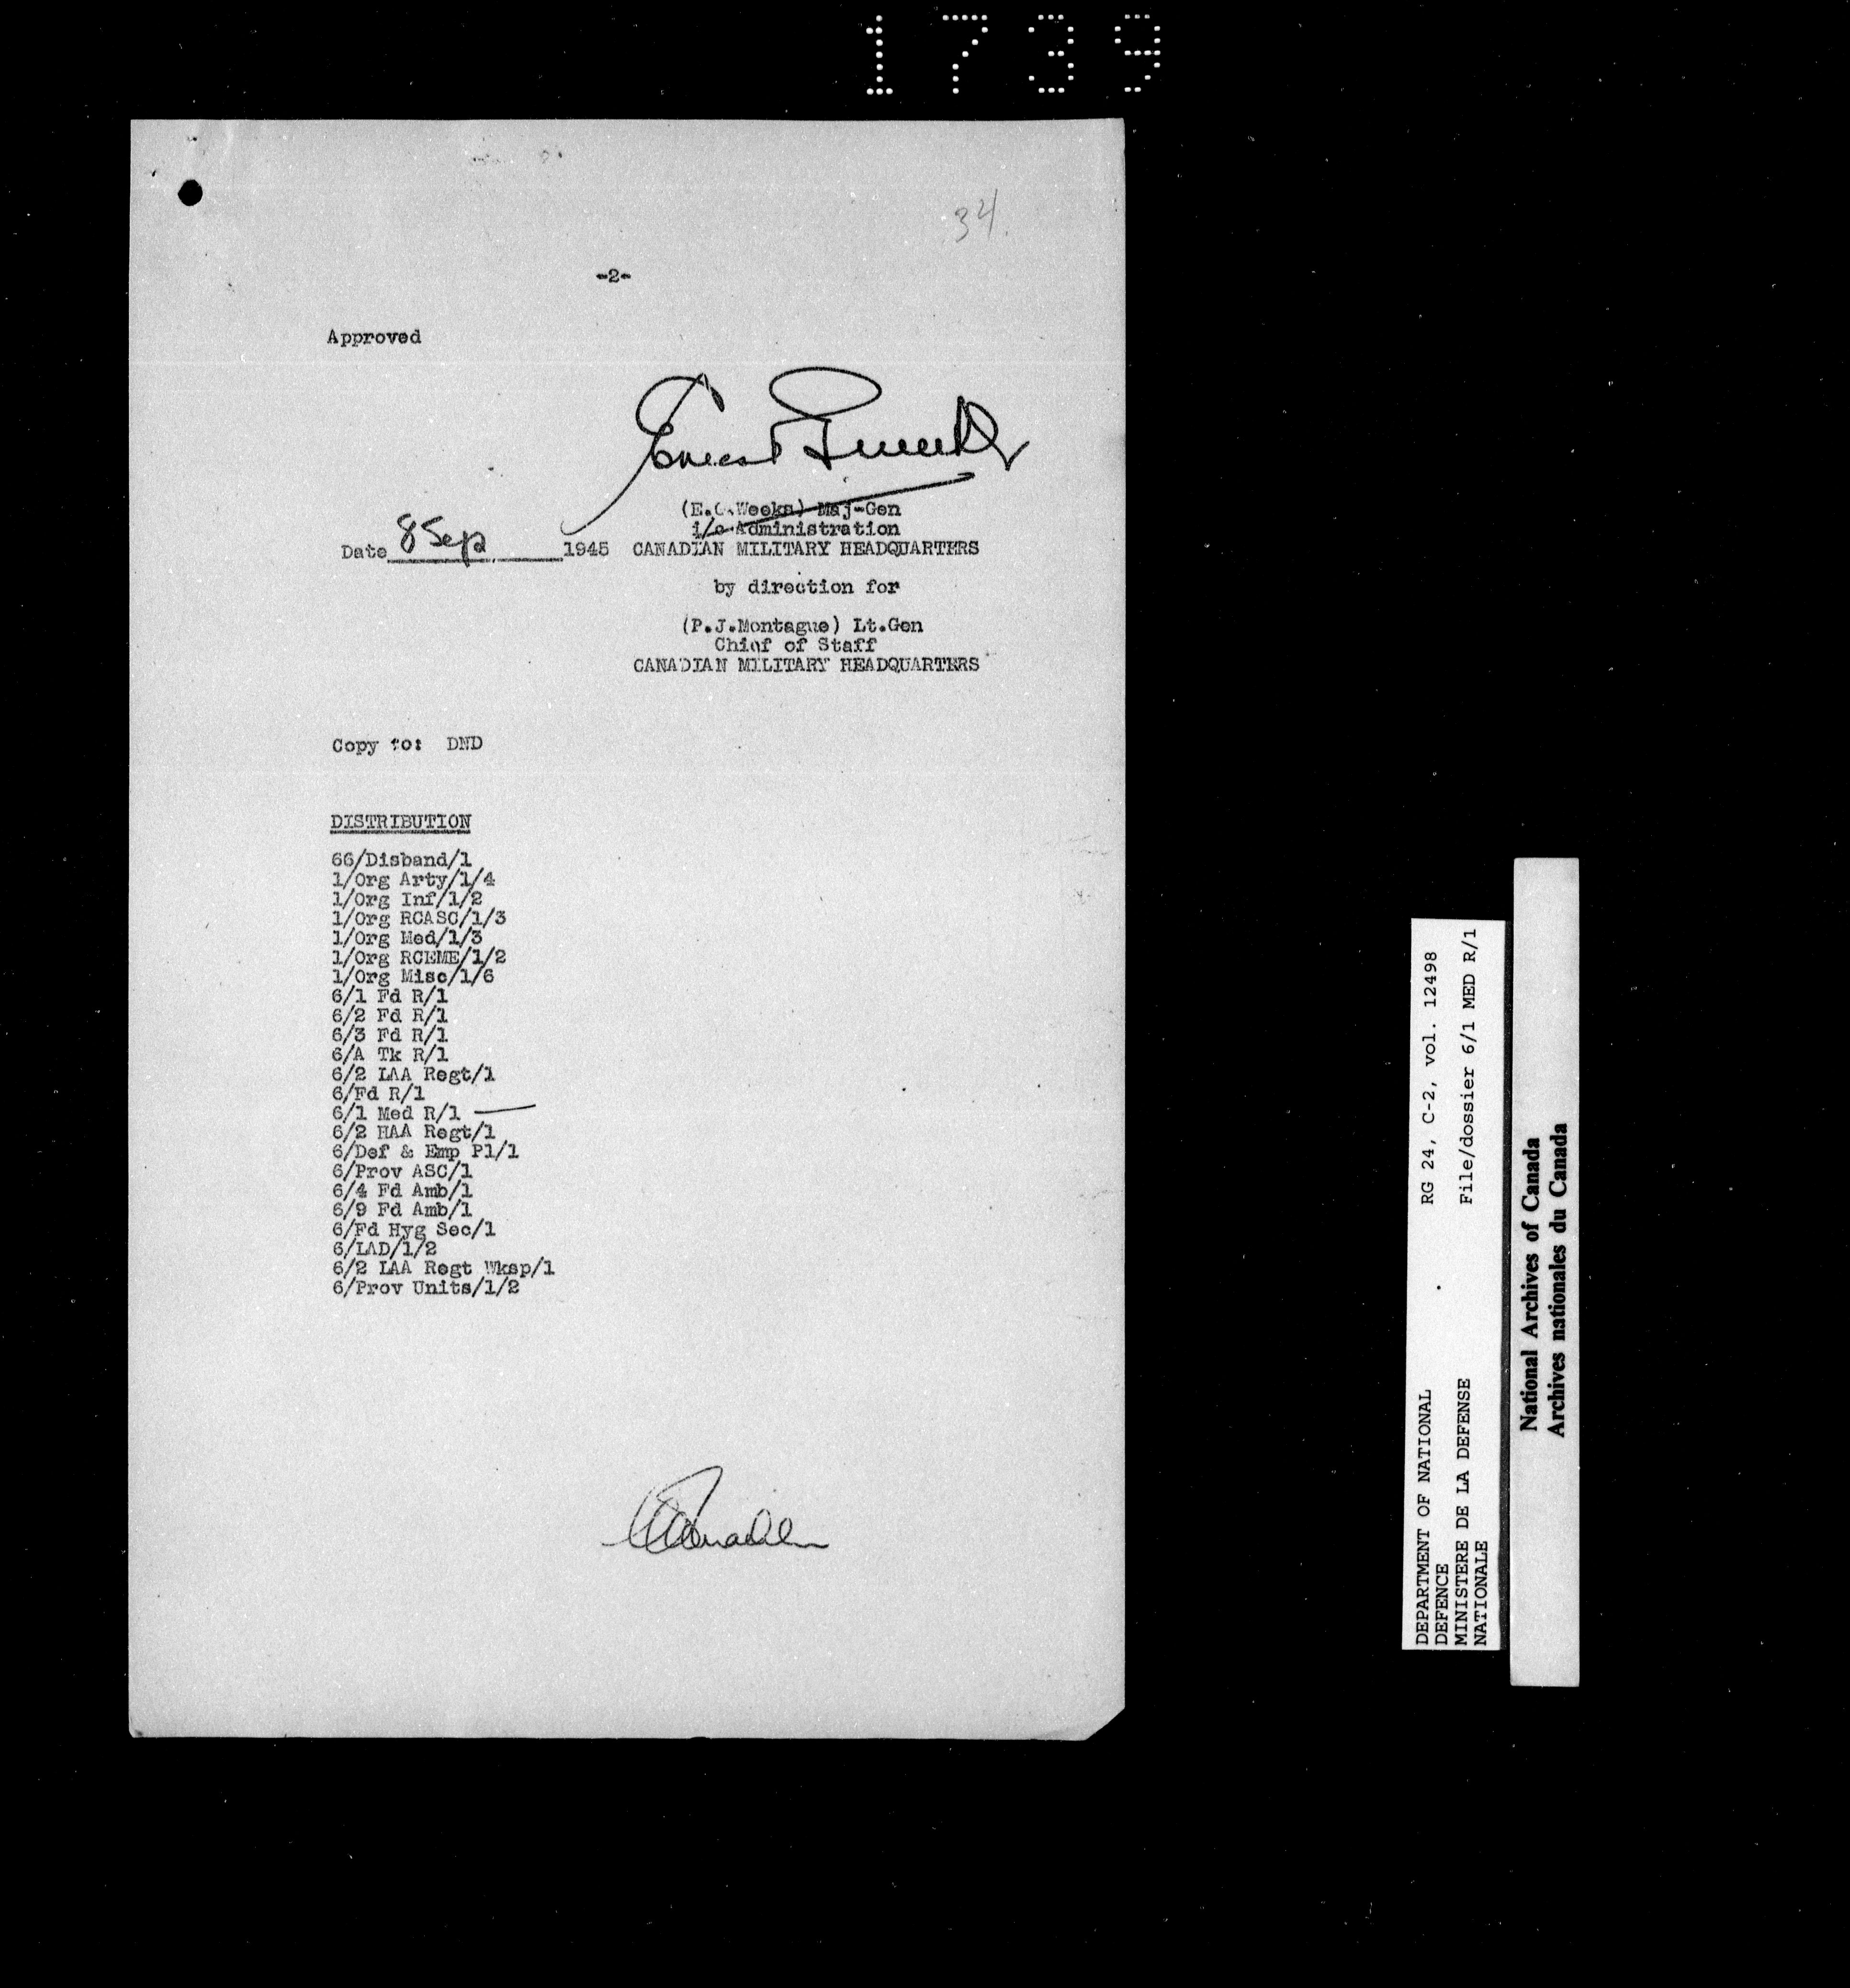 1739
34.
-2-
Approved
(E.C.Weeks) Maj-Gen
i/c Administration
Date 8 Sep 1945 CANADIAN MILITARY HEADQUARTERS
by direction for
(P.J.Montague) Lt.Gen
Chief of Staff
CANADIAN MILITARY HEADQUARTERS
Copy to: DND
DISTRIBUTION
66/Disband/1
1/Org Arty/1/4
1/Org Inf/1/2
1/Org RCASC/1/3
1/Org Med/1/3
1/Org RCEME/1/2
1/Org Misc/1/6
6/1 Fd R/1
6/2 Fd R/1
6/3 Fd R/1
6/A Tk R/1
6/2 LAA Regt/1
6/Fd R/1
6/1 Med R/1
6/2 HAA Regt/1
6/Def & Emp Pl/1
6/Prov ASC/1
6/4 Fd Amb/1
6/9 Fd Amb/1
6/Fd Hyg Sec/1
6/LAD/1/2
6/2 LAA Regt Wksp/1
6/Prov Units/1/2
DEPARTMENT OF NATIONAL
DEFENCE
MINISTERE DE LA DEFENSE
NATIONALE
RG 24, C-2, vol. 12498
File/dossier 6/1 MED R/1
National Archives of Canada
Archives nationales du Canada